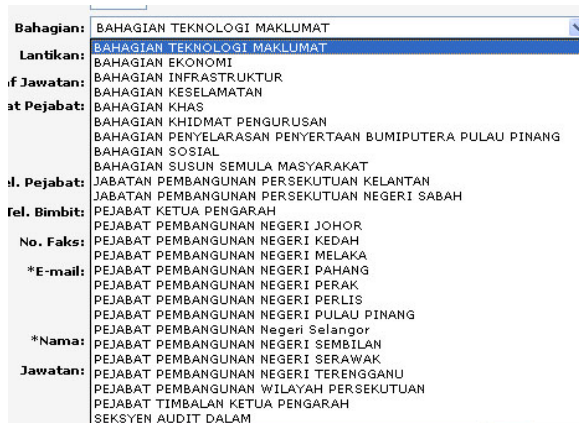 Bahagian: BAHAGIAN TEKNOLOGI MAKLUMAT
BAHAGIAN TEKNOLOGI MAKLUMAT
Lantikan: BAHAGIAN EKONOMI
BAHAGIAN INFRASTRUKTUR
f Jawatan: BAHAGIAN KESELAMATAN
at Pejabat: BAHAGIAN KHAS
BAHAGIAN KHIDMAT PENGURUSAN
BAHAGIAN PENYELARASAN PENYERTAAN BUMIPUTERA PULAU PINANG
BAHAGIAN SOSIAL
BAHAGIAN SUSUN SEMULA MASYARAKAT
el. Pejabat: JABATAN PEMBANGUNAN PERSEKUTUAN KELANTAN
JABATAN PEMBANGUNAN PERSEKUTUAN NEGERI SABAH
Tel. Bimbit: PEJABAT KETUA PENGARAH
PEJABAT PEMBANGUNAN NEGERI JOHOR
No. Faks: PEJABAT PEMBANGUNAN NEGERI KEDAH
PEJABAT PEMBANGUNAN NEGERI MELAKA
*E-mail: PEJABAT PEMBANGUNAN NEGERI PAHANG
PEJABAT PEMBANGUNAN NEGERI PERAK
PEJABAT PEMBANGUNAN NEGERI PERLIS
PEJABAT PEMBANGUNAN NEGERI PULAU PINANG
PEJABAT PEMBANGUNAN Negeri Selangor
*Nama: PEJABAT PEMBANGUNAN NEGERI SEMBILAN
PEJABAT PEMBANGUNAN NEGERI SERAWAK
Jawatan: PEJABAT PEMBANGUNAN NEGERI TERENGGANU
PEJABAT PEMBANGUNAN WILAYAH PERSEKUTUAN
PEJABAT TIMBALAN KETUA PENGARAH
SEKSYEN AUDIT DALAM